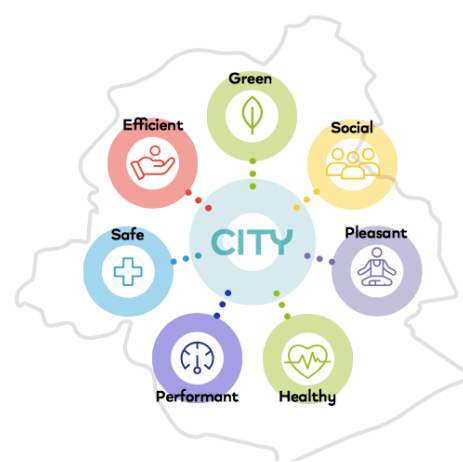 Green
Efficient
Social
CITY
Safe
Pleasant
Performant
Healthy